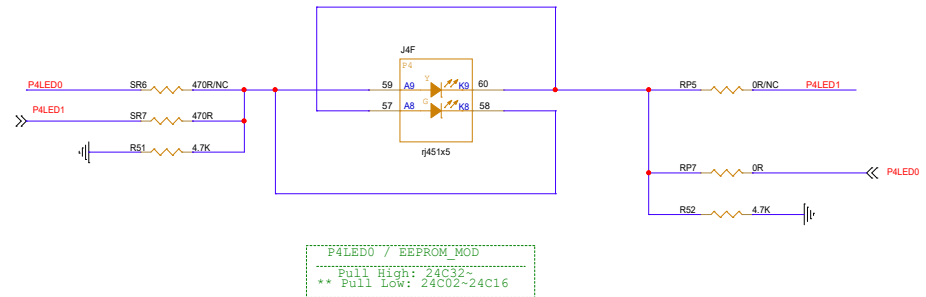 J4F
P4
P4LED0 SR6 470R/NC 59 A9 Y K9 60 RP5 0R/NC P4LED1
P4LED1 SR7 470R 57 A8 G K8 58
R51 4.7K rj451x5
RP7 0R P4LED0
R52 4.7K
P4LED0 / EEPROM_MOD
Pull High: 24C32~
** Pull Low: 24C02~24C16